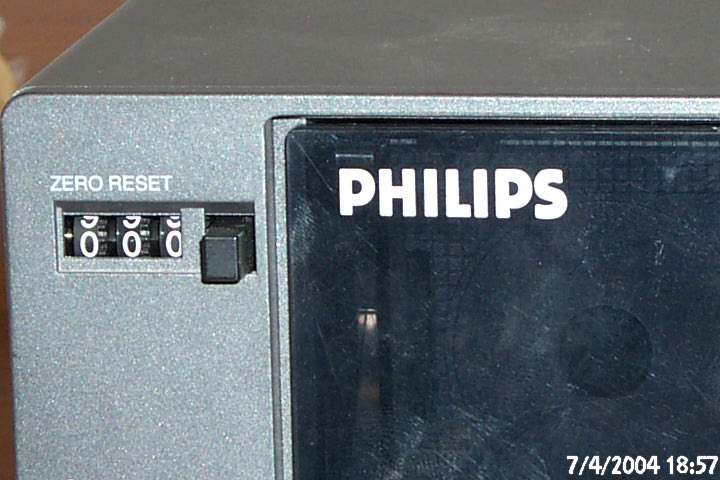 ZERO RESET
PHILIPS
000
7/4/2004 18:57